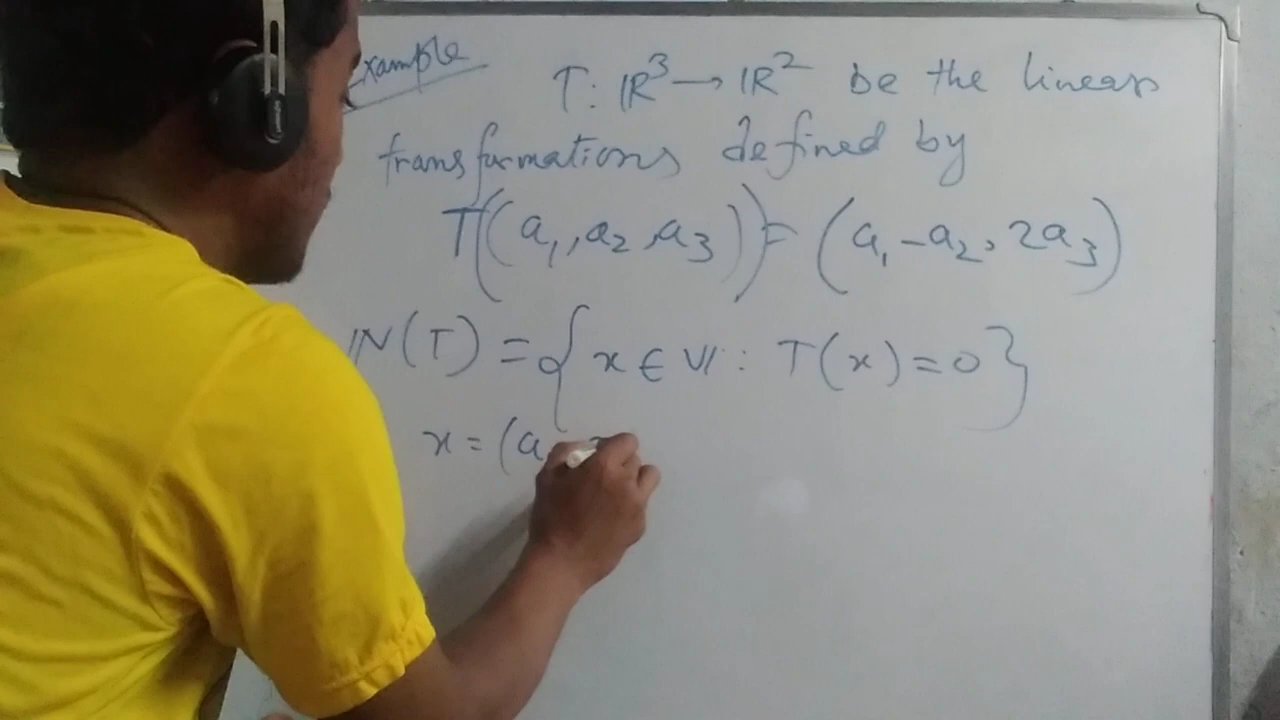 Example
T: ℝ³ → ℝ² be the linear
transformations defined by
T((a₁, a₂, a₃)) = (a₁ - a₂, 2a₃)
N(T) = { x ∈ V : T(x) = 0 }
x = (a